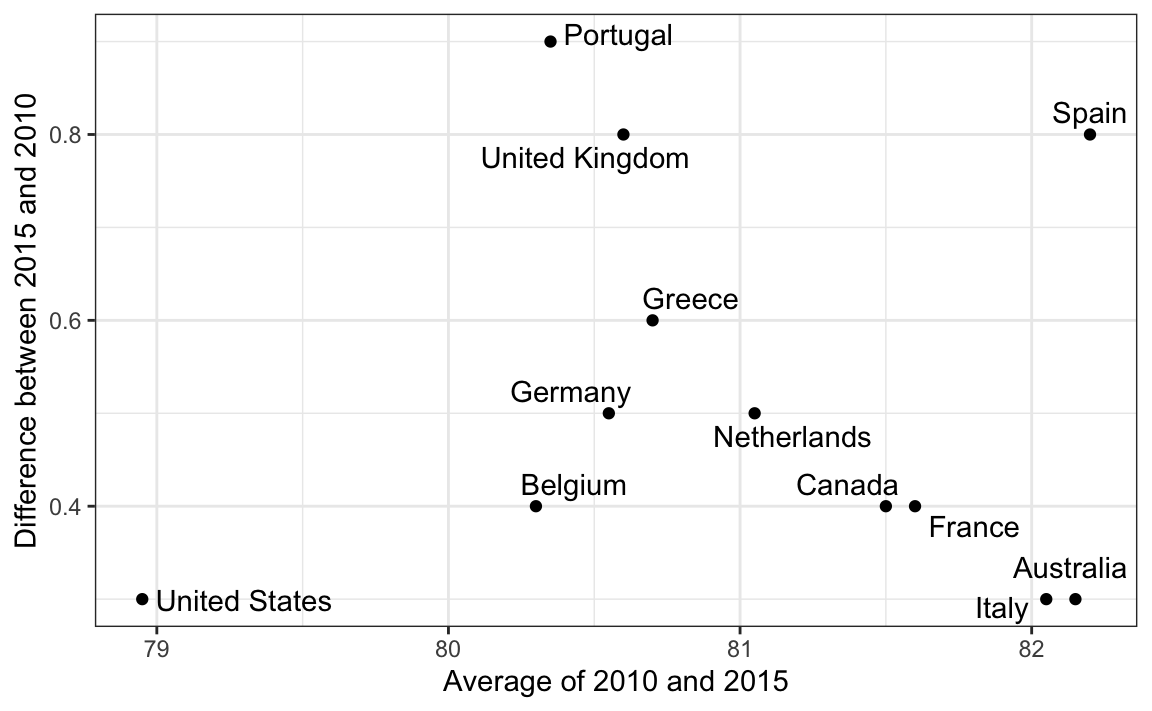 Portugal
Spain
United Kingdom
Greece
Germany
Netherlands
Belgium
Canada
France
Australia
United States
Italy
0.8
0.6
0.4
Difference between 2015 and 2010
79
80
81
82
Average of 2010 and 2015